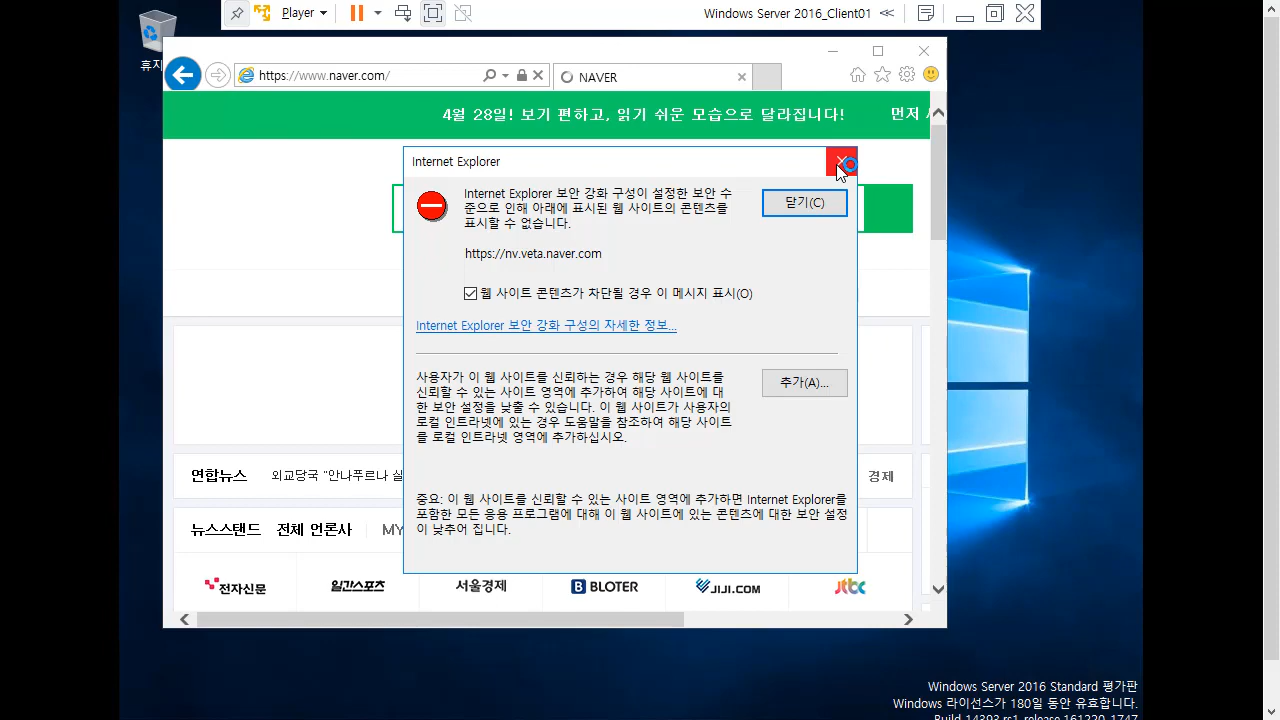 Player
Windows Server 2016_Client01
https://www.naver.com/
NAVER
4월 28일! 보기 편하고, 읽기 쉬운 모습으로 달라집니다!
먼저
Internet Explorer
Internet Explorer 보안 강화 구성이 설정한 보안 수
준으로 인해 아래에 표시된 웹 사이트의 콘텐츠를
표시할 수 없습니다.
닫기(C)
https://nv.veta.naver.com
웹 사이트 콘텐츠가 차단될 경우 이 메시지 표시(O)
Internet Explorer 보안 강화 구성의 자세한 정보...
사용자가 이 웹 사이트를 신뢰하는 경우 해당 웹 사이트를
신뢰할 수 있는 사이트 영역에 추가하여 해당 사이트에 대
한 보안 설정을 낮출 수 있습니다. 이 웹 사이트가 사용자의
로컬 인트라넷에 있는 경우 도움말을 참조하여 해당 사이트
를 로컬 인트라넷 영역에 추가하십시오.
추가(A)...
중요: 이 웹 사이트를 신뢰할 수 있는 사이트 영역에 추가하면 Internet Explorer를
포함한 모든 응용 프로그램에 대해 이 웹 사이트에 있는 콘텐츠에 대한 보안 설정
이 낮추어 집니다.
연합뉴스 외교당국 "안나푸르나 실
경제
뉴스스탠드 전체 언론사 MY
전자신문 일간스포츠 서울경제 BLOTER JIJI.COM jtbc
Windows Server 2016 Standard 평가판
Windows 라이선스가 180일 동안 유효합니다.
Build 14393.rs1_release.161220-1747